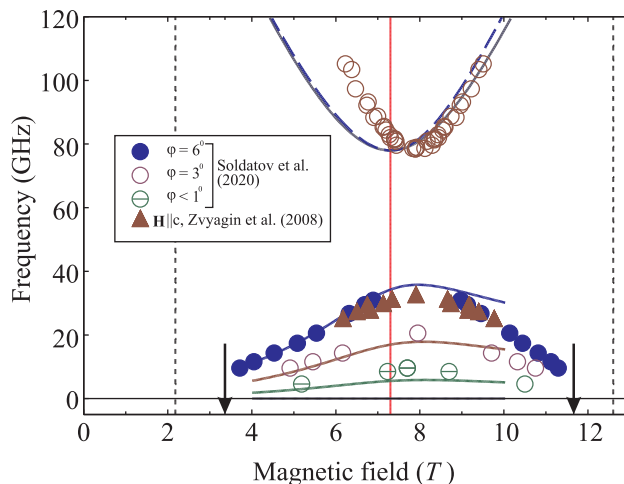 120
100
80
60
40
20
0
Frequency (GHz)
φ = 6⁰
φ = 3⁰
φ < 1⁰
Soldatov et al.
(2020)
H||c, Zvyagin et al. (2008)
0 2 4 6 8 10 12
Magnetic field (T)